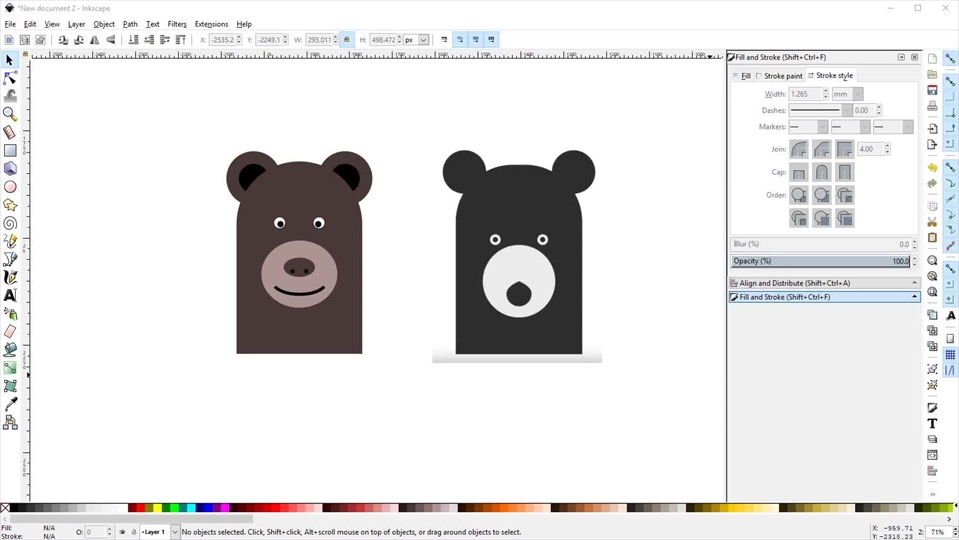 *New document 2 - Inkscape
File Edit View Layer Object Path Text Filters Extensions Help
X: -2535.2 Y: -2249.1 W: 293.011 H: 498.472 px
Fill and Stroke (Shift+Ctrl+F)
Fill Stroke paint Stroke style
Width: 1.265 mm
Dashes: 0.00
Markers:
Join: 4.00
Cap:
Order:
Blur (%) 0.0
Opacity (%) 100.0
Align and Distribute (Shift+Ctrl+A)
Fill and Stroke (Shift+Ctrl+F)
Fill: N/A O: 0 Layer 1 No objects selected. Click, Shift+click, Alt+scroll mouse on top of objects, or drag around objects to select. X: -959.71 Z: 71%
Stroke: N/A Y: -2318.23